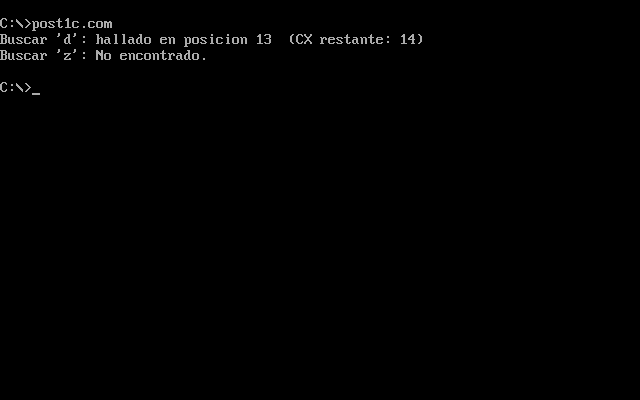 C:\>post1c.com
Buscar 'd': hallado en posicion 13  (CX restante: 14)
Buscar 'z': No encontrado.
C:\>_